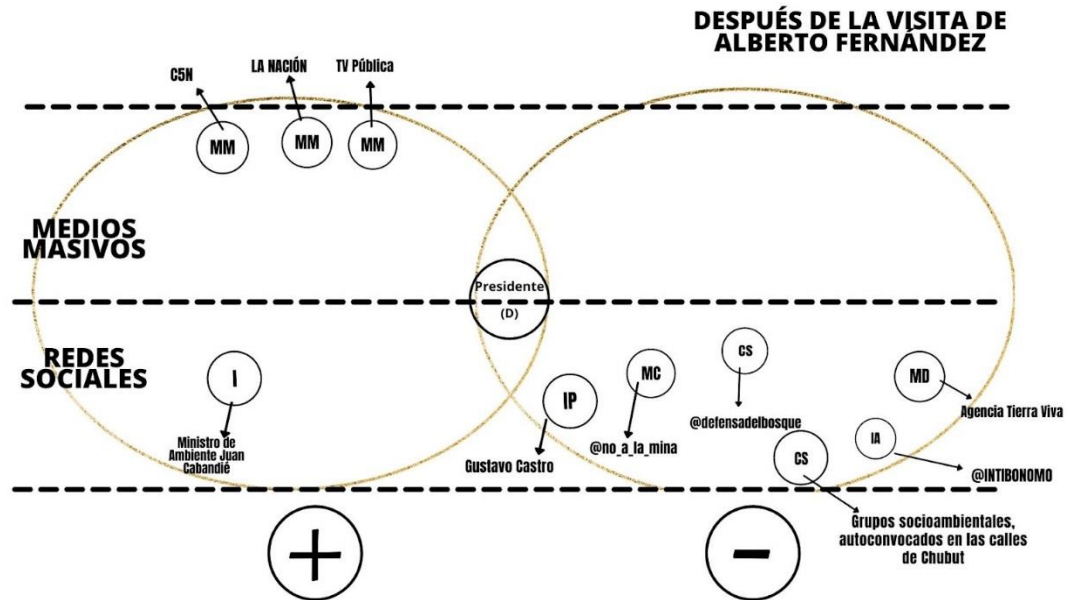 DESPUÉS DE LA VISITA DE
ALBERTO FERNÁNDEZ
C5N
LA NACIÓN
TV Pública
MM
MM
MM
MEDIOS
MASIVOS
Presidente
(D)
REDES
SOCIALES
I
Ministro de
Ambiente Juan
Cabandié
IP
Gustavo Castro
MC
@no_a_la_mina
CS
@defensadelbosque
MD
Agencia Tierra Viva
IA
@INTIBONOMO
CS
Grupos socioambientales,
autoconvocados en las calles
de Chubut
+
-